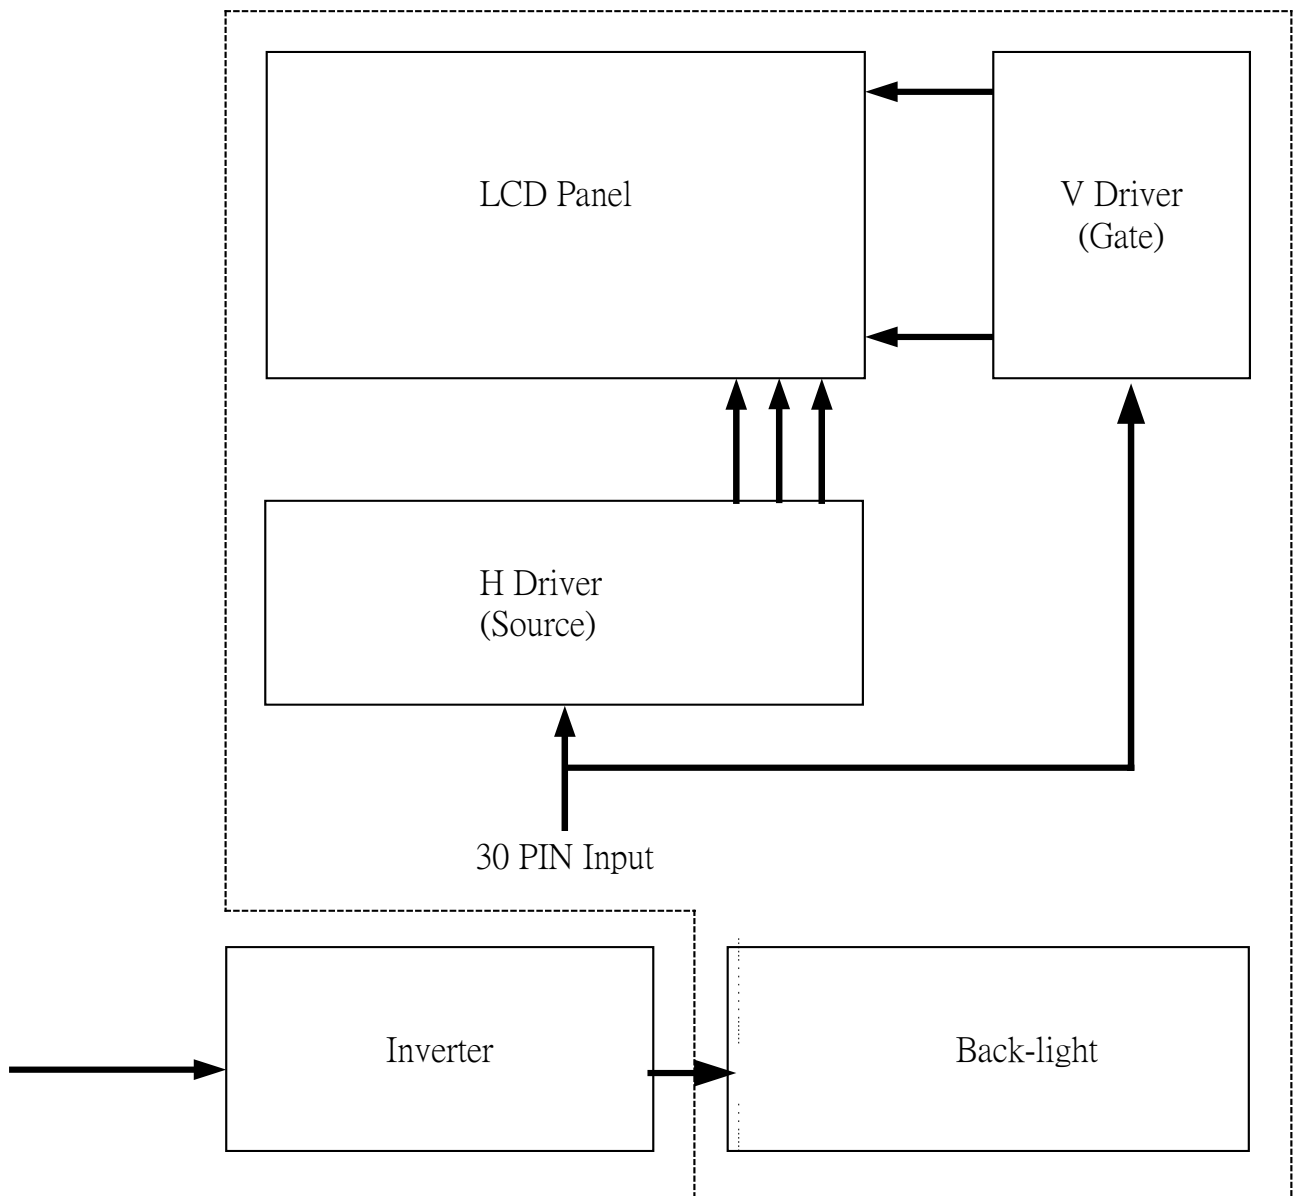 LCD Panel
V Driver
(Gate)
H Driver
(Source)
30 PIN Input
Inverter
Back-light